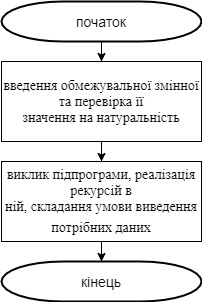 початок
введення обмежувальної змінної
та перевірка її
значення на натуральність
виклик підпрограми, реалізація
рекурсій в
ній, складання умови виведення
потрібних даних
кінець